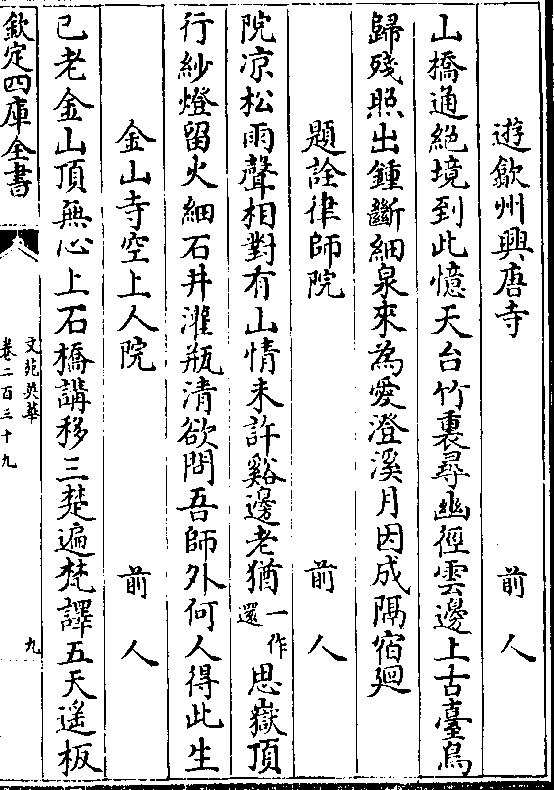 遊歙州興唐寺　前人
山橋通絶境到此憶天台竹裏尋幽徑雲邊上古臺鳥
歸殘照出鍾斷細泉來為愛澄溪月因成隔宿廻
題詮律師院　前人
院凉松雨聲相對有山情未許谿邊老猶一作還思嶽頂
行紗燈留火細石井灌瓶清欲問吾師外何人得此生
金山寺空上人院　前人
已老金山頂無心上石橋講移三楚遍梵譯五天遥板
欽定四庫全書
文苑英華
卷二百三十九
九